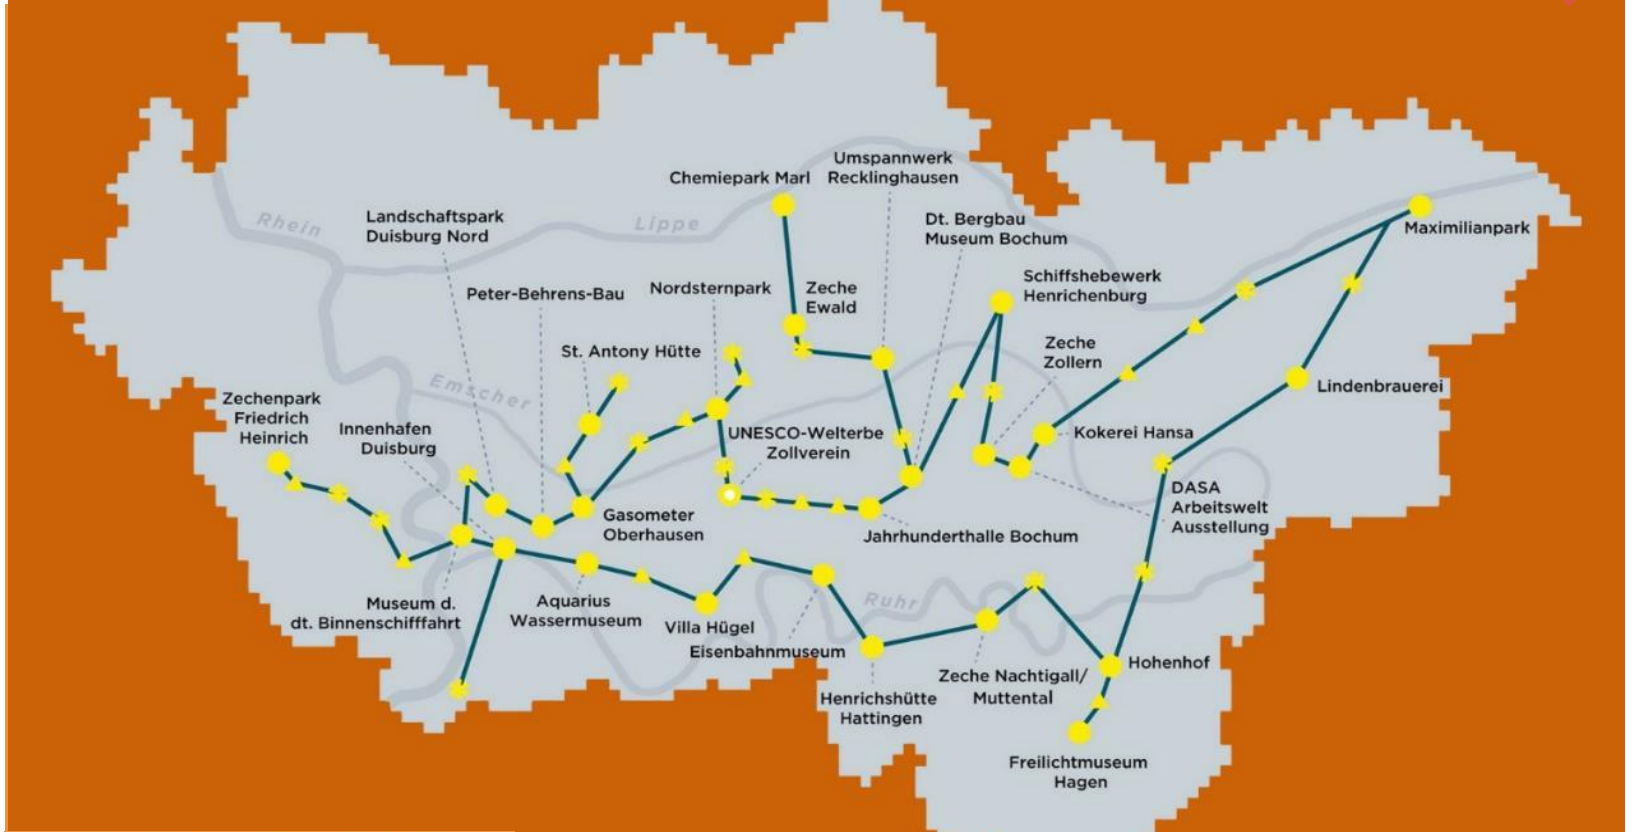 Umspannwerk
Recklinghausen
Chemiepark Marl
Rhein
Lippe
Landschaftspark
Duisburg Nord
Dt. Bergbau
Museum Bochum
Maximilianpark
Schiffshebewerk
Henrichenburg
Nordsternpark
Zeche
Ewald
Peter-Behrens-Bau
Zeche
Zollern
St. Antony Hütte
Emscher
Lindenbrauerei
Zechenpark
Friedrich
Heinrich
Innenhafen
Duisburg
UNESCO-Welterbe
Zollverein
Kokerei Hansa
DASA
Arbeitswelt
Ausstellung
Gasometer
Oberhausen
Jahrhunderthalle Bochum
Museum d.
dt. Binnenschifffahrt
Aquarius
Wassermuseum
Ruhr
Villa Hügel
Eisenbahnmuseum
Hohenhof
Zeche Nachtigall/
Muttental
Henrichshütte
Hattingen
Freilichtmuseum
Hagen